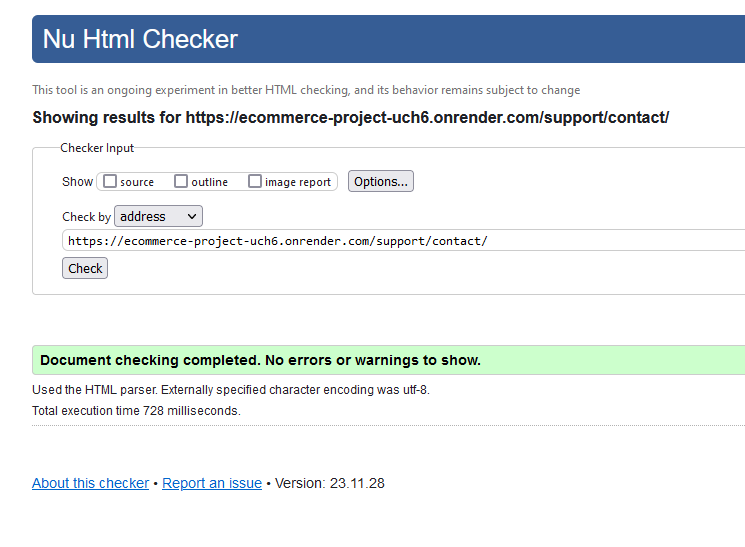 Nu Html Checker
This tool is an ongoing experiment in better HTML checking, and its behavior remains subject to change
Showing results for https://ecommerce-project-uch6.onrender.com/support/contact/
Checker Input
Show source outline image report Options...
Check by address
https://ecommerce-project-uch6.onrender.com/support/contact/
Check
Document checking completed. No errors or warnings to show.
Used the HTML parser. Externally specified character encoding was utf-8.
Total execution time 728 milliseconds.
About this checker • Report an issue • Version: 23.11.28